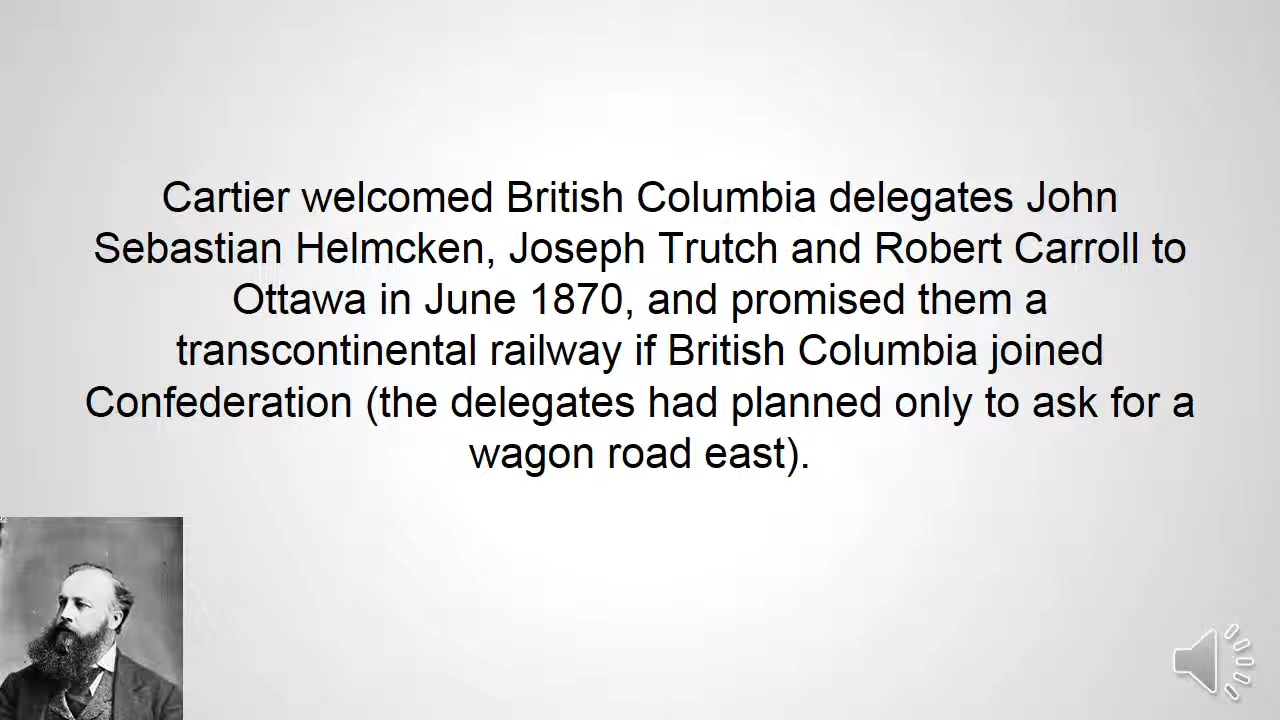 Cartier welcomed British Columbia delegates John
Sebastian Helmcken, Joseph Trutch and Robert Carroll to
Ottawa in June 1870, and promised them a
transcontinental railway if British Columbia joined
Confederation (the delegates had planned only to ask for a
wagon road east).